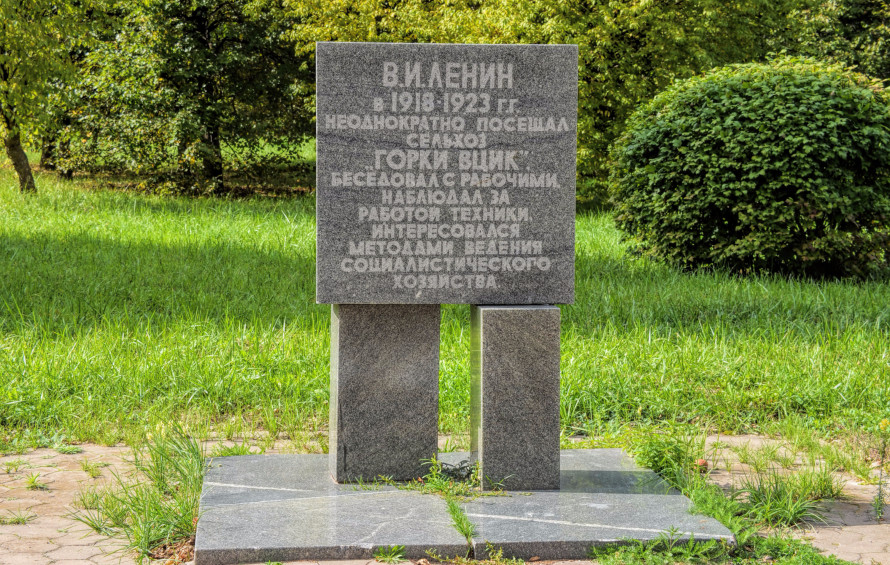 В.И.ЛЕНИН
в 1918-1923 г.г.
НЕОДНОКРАТНО ПОСЕЩАЛ
СЕЛЬХОЗ
"ГОРКИ ВЦИК",
БЕСЕДОВАЛ С РАБОЧИМИ,
НАБЛЮДАЛ ЗА
РАБОТОЙ ТЕХНИКИ,
ИНТЕРЕСОВАЛСЯ
МЕТОДАМИ ВЕДЕНИЯ
СОЦИАЛИСТИЧЕСКОГО
ХОЗЯЙСТВА.